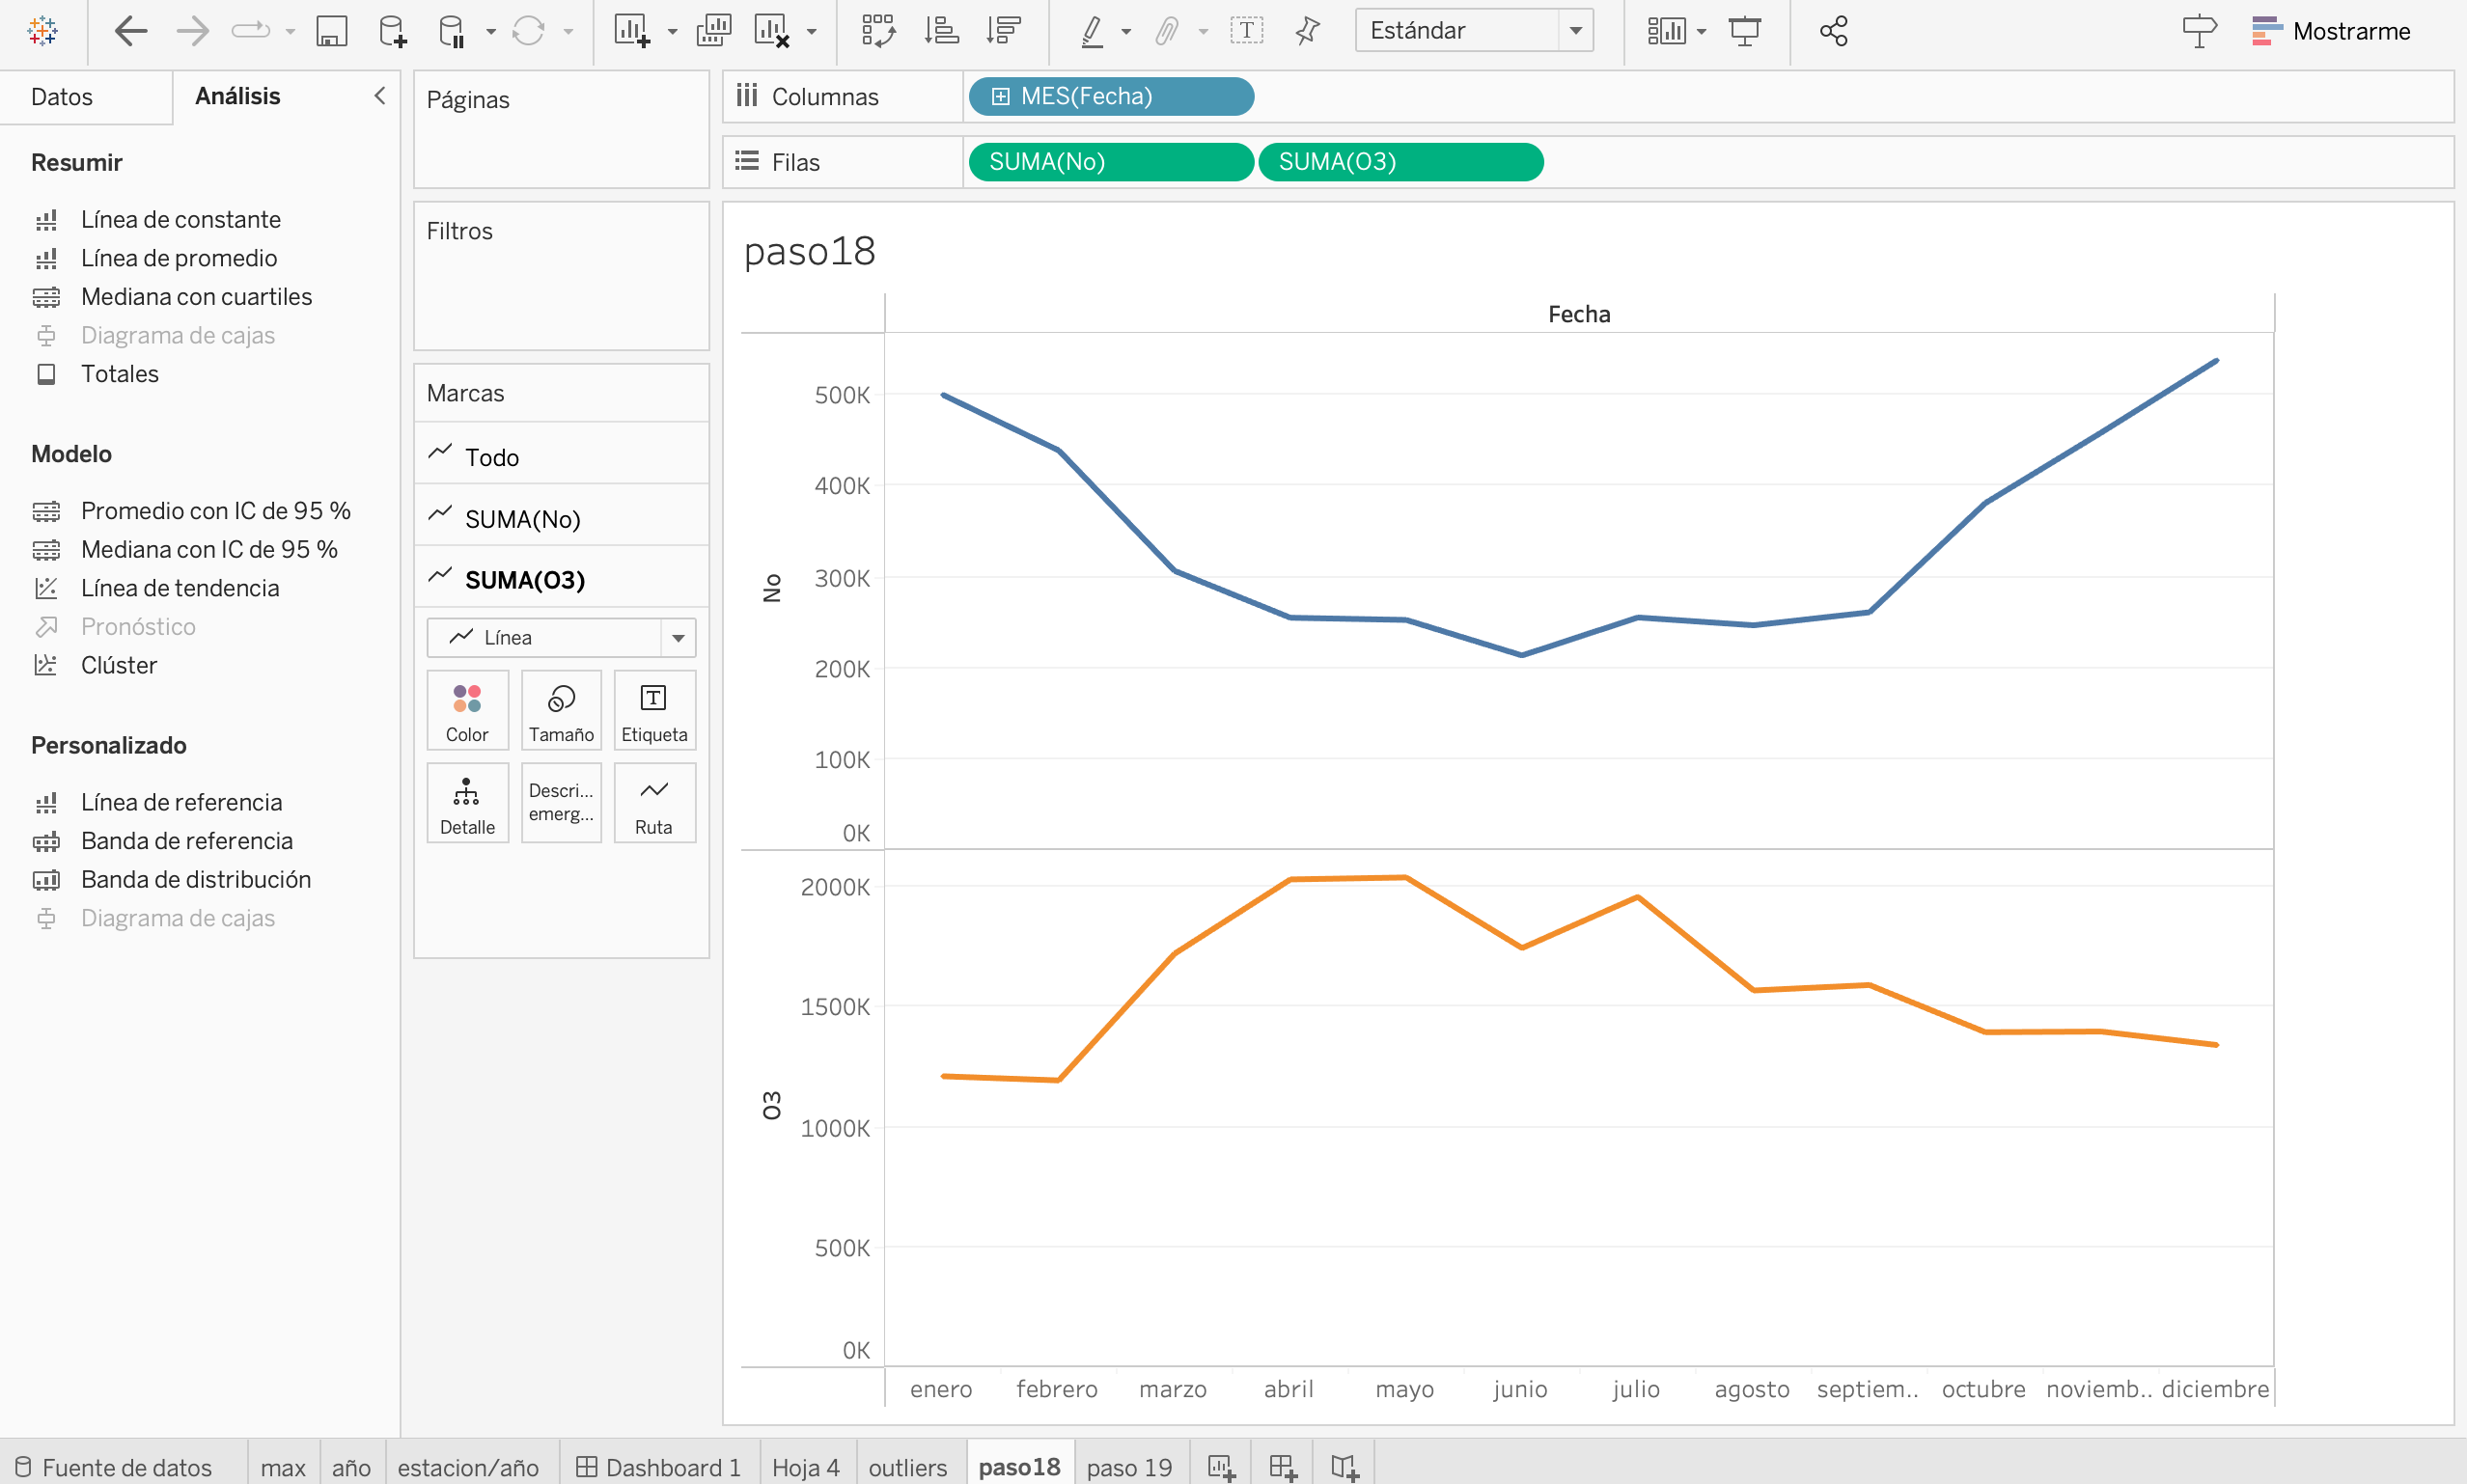 Estándar
Mostrarme
Datos
Análisis
Resumir
Línea de constante
Línea de promedio
Mediana con cuartiles
Diagrama de cajas
Totales
Modelo
Promedio con IC de 95 %
Mediana con IC de 95 %
Línea de tendencia
Pronóstico
Clúster
Personalizado
Línea de referencia
Banda de referencia
Banda de distribución
Diagrama de cajas
Páginas
Filtros
Marcas
Todo
SUMA(No)
SUMA(O3)
Línea
Color
Tamaño
Etiqueta
Detalle
Descri...
emerg...
Ruta
Columnas
MES(Fecha)
Filas
SUMA(No)
SUMA(O3)
paso18
Fecha
500K
400K
300K
200K
100K
0K
No
2000K
1500K
1000K
500K
0K
O3
enero
febrero
marzo
abril
mayo
junio
julio
agosto
septiem..
octubre
noviemb..
diciembre
Fuente de datos
max
año
estacion/año
Dashboard 1
Hoja 4
outliers
paso18
paso 19